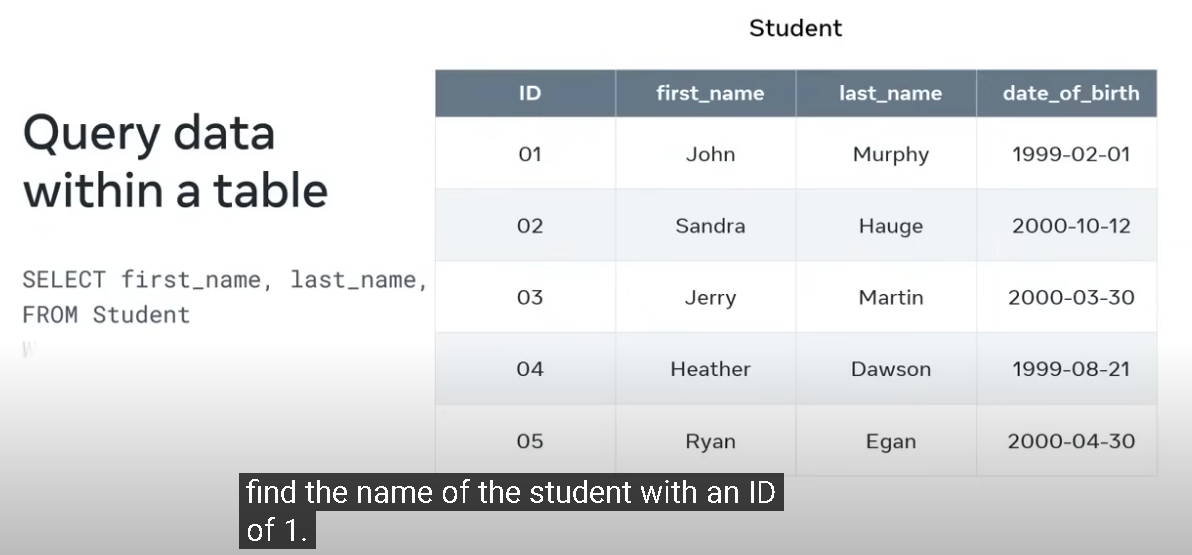 Student
Query data
within a table
SELECT first_name, last_name,
FROM Student
W
ID first_name last_name date_of_birth
01 John Murphy 1999-02-01
02 Sandra Hauge 2000-10-12
03 Jerry Martin 2000-03-30
04 Heather Dawson 1999-08-21
05 Ryan Egan 2000-04-30
find the name of the student with an ID
of 1.